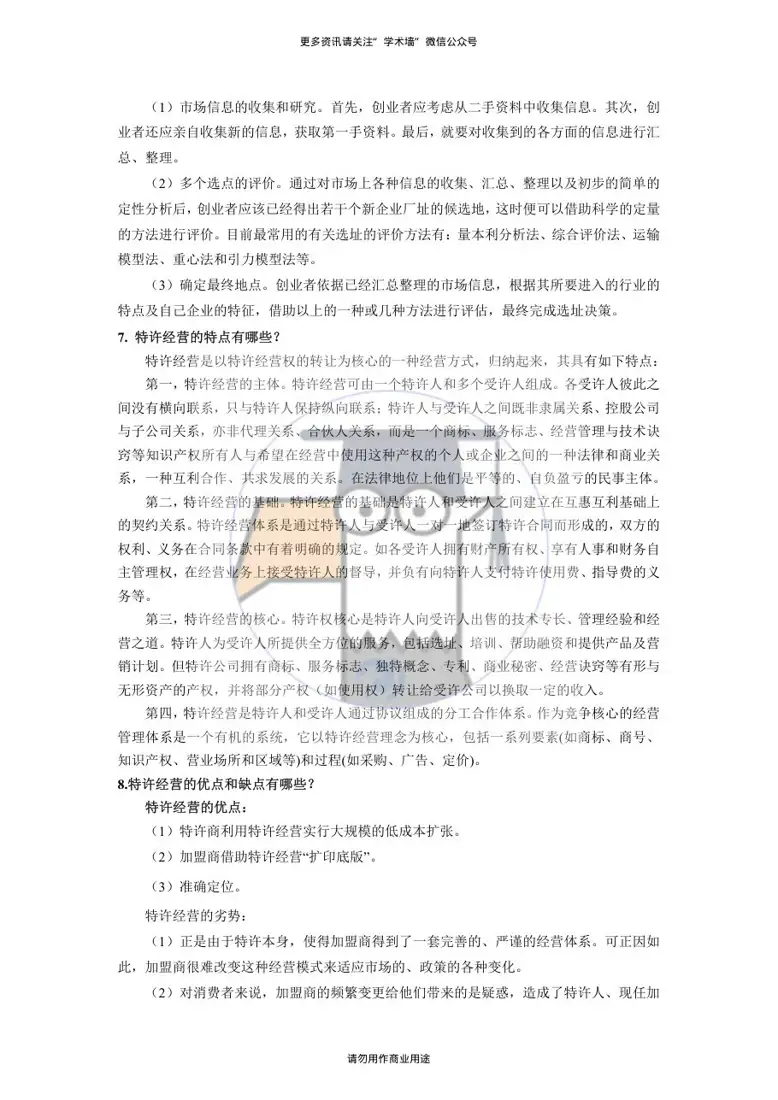 更多资讯请关注”学术墙”微信公众号
（1）市场信息的收集和研究。首先，创业者应考虑从二手资料中收集信息。其次，创
业者还应亲自收集新的信息，获取第一手资料。最后，就要对收集到的各方面的信息进行汇
总、整理。
（2）多个选点的评价。通过对市场上各种信息的收集、汇总、整理以及初步的简单的
定性分析后，创业者应该已经得出若干个新企业厂址的候选地，这时便可以借助科学的定量
的方法进行评价。目前最常用的有关选址的评价方法有：量本利分析法、综合评价法、运输
模型法、重心法和引力模型法等。
（3）确定最终地点。创业者依据已经汇总整理的市场信息，根据其所要进入的行业的
特点及自己企业的特征，借助以上的一种或几种方法进行评估，最终完成选址决策。
7. 特许经营的特点有哪些？
特许经营是以特许经营权的转让为核心的一种经营方式，归纳起来，其具有如下特点：
第一，特许经营的主体。特许经营可由一个特许人和多个受许人组成。各受许人彼此之
间没有横向联系，只与特许人保持纵向联系；特许人与受许人之间既非隶属关系、控股公司
与子公司关系，亦非代理关系、合伙人关系，而是一个商标、服务标志、经营管理与技术诀
窍等知识产权所有人与希望在经营中使用这种产权的个人或企业之间的一种法律和商业关
系，一种互利合作、共求发展的关系。在法律地位上他们是平等的、自负盈亏的民事主体。
第二，特许经营的基础。特许经营的基础是特许人和受许人之间建立在互惠互利基础上
的契约关系。特许经营体系是通过特许人与受许人一对一地签订特许合同而形成的，双方的
权利、义务在合同条款中有着明确的规定。如各受许人拥有财产所有权、享有人事和财务自
主管理权，在经营业务上接受特许人的督导，并负有向特许人支付特许使用费、指导费的义
务等。
第三，特许经营的核心。特许权核心是特许人向受许人出售的技术专长、管理经验和经
营之道。特许人为受许人所提供全方位的服务，包括选址、培训、帮助融资和提供产品及营
销计划。但特许公司拥有商标、服务标志、独特概念、专利、商业秘密、经营诀窍等有形与
无形资产的产权，并将部分产权（如使用权）转让给受许公司以换取一定的收入。
第四，特许经营是特许人和受许人通过协议组成的分工合作体系。作为竞争核心的经营
管理体系是一个有机的系统，它以特许经营理念为核心，包括一系列要素(如商标、商号、
知识产权、营业场所和区域等)和过程(如采购、广告、定价)。
8.特许经营的优点和缺点有哪些？
特许经营的优点：
（1）特许商利用特许经营实行大规模的低成本扩张。
（2）加盟商借助特许经营“扩印底版”。
（3）准确定位。
特许经营的劣势：
（1）正是由于特许本身，使得加盟商得到了一套完善的、严谨的经营体系。可正因如
此，加盟商很难改变这种经营模式来适应市场的、政策的各种变化。
（2）对消费者来说，加盟商的频繁变更给他们带来的是疑惑，造成了特许人、现任加
请勿用作商业用途